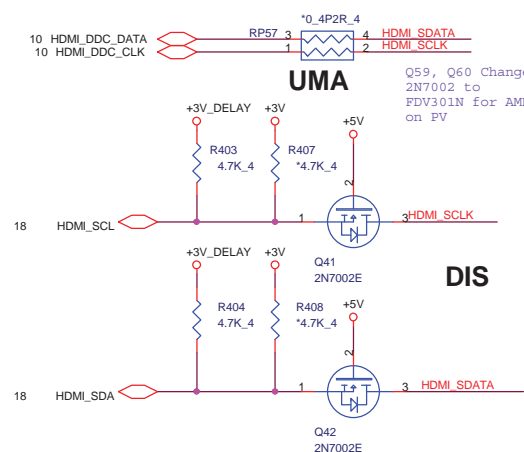 *0_4P2R_4
10 HDMI_DDC_DATA RP57 3 4 HDMI_SDATA
10 HDMI_DDC_CLK 1 2 HDMI_SCLK
UMA
Q59, Q60 Change
2N7002 to
FDV301N for AM
on PV
+3V_DELAY +3V +5V
R403 R407
4.7K_4 *4.7K_4
2
18 HDMI_SCL 1 3 HDMI_SCLK
Q41
2N7002E
DIS
+3V_DELAY +3V +5V
R404 R408
4.7K_4 *4.7K_4
2
18 HDMI_SDA 1 3 HDMI_SDATA
Q42
2N7002E